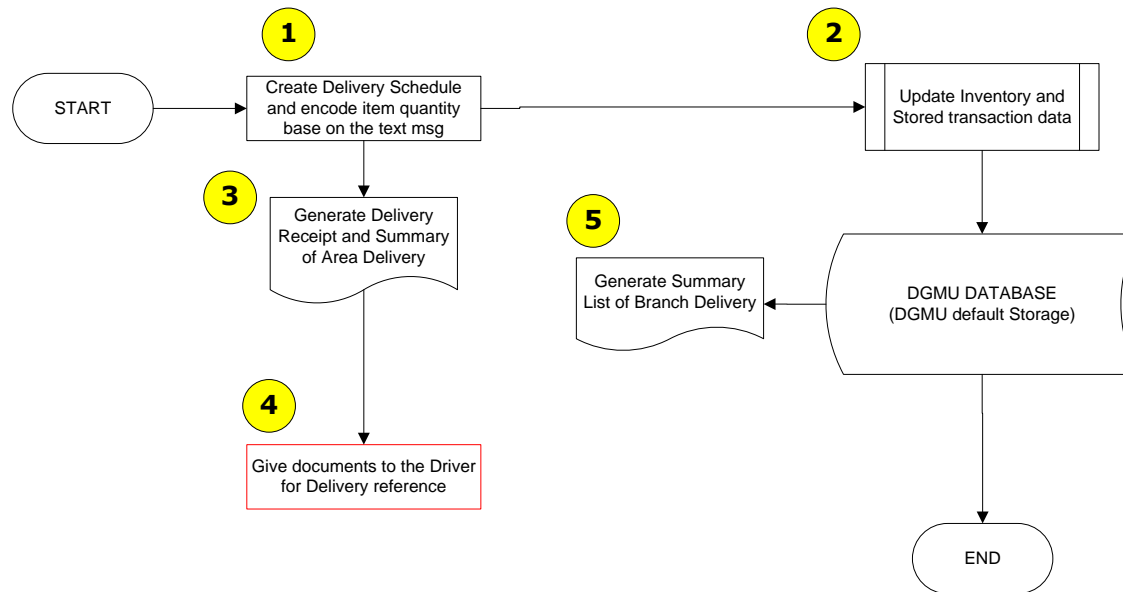 1
2
START
Create Delivery Schedule
and encode item quantity
base on the text msg
Update Inventory and
Stored transaction data
3
Generate Delivery
Receipt and Summary
of Area Delivery
5
Generate Summary
List of Branch Delivery
DGMU DATABASE
(DGMU default Storage)
4
Give documents to the Driver
for Delivery reference
END